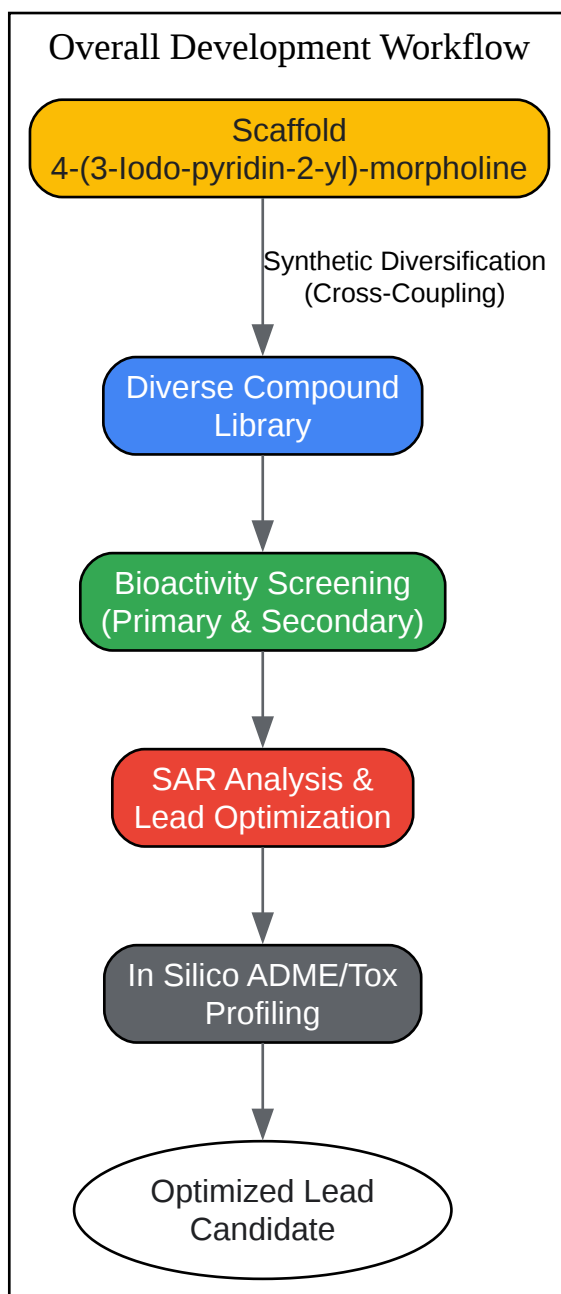 Overall Development Workflow
Scaffold
4-(3-Iodo-pyridin-2-yl)-morpholine
Synthetic Diversification
(Cross-Coupling)
Diverse Compound
Library
Bioactivity Screening
(Primary & Secondary)
SAR Analysis &
Lead Optimization
In Silico ADME/Tox
Profiling
Optimized Lead
Candidate